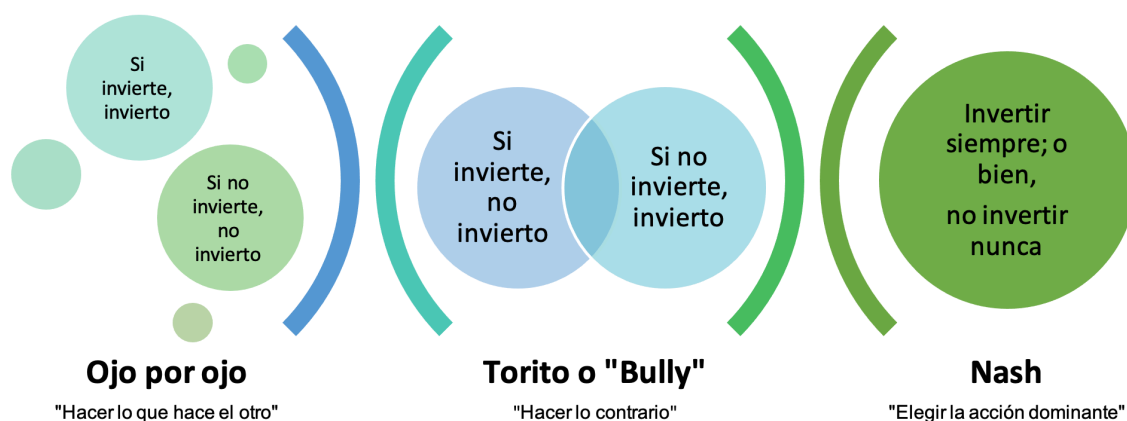 Si
invierte,
invierto
Si no
invierte,
no
invierto
Ojo por ojo
"Hacer lo que hace el otro"
Si
invierte,
no
invierto
Si no
invierte,
invierto
Torito o "Bully"
"Hacer lo contrario"
Invertir
siempre; o
bien,
no invertir
nunca
Nash
"Elegir la acción dominante"